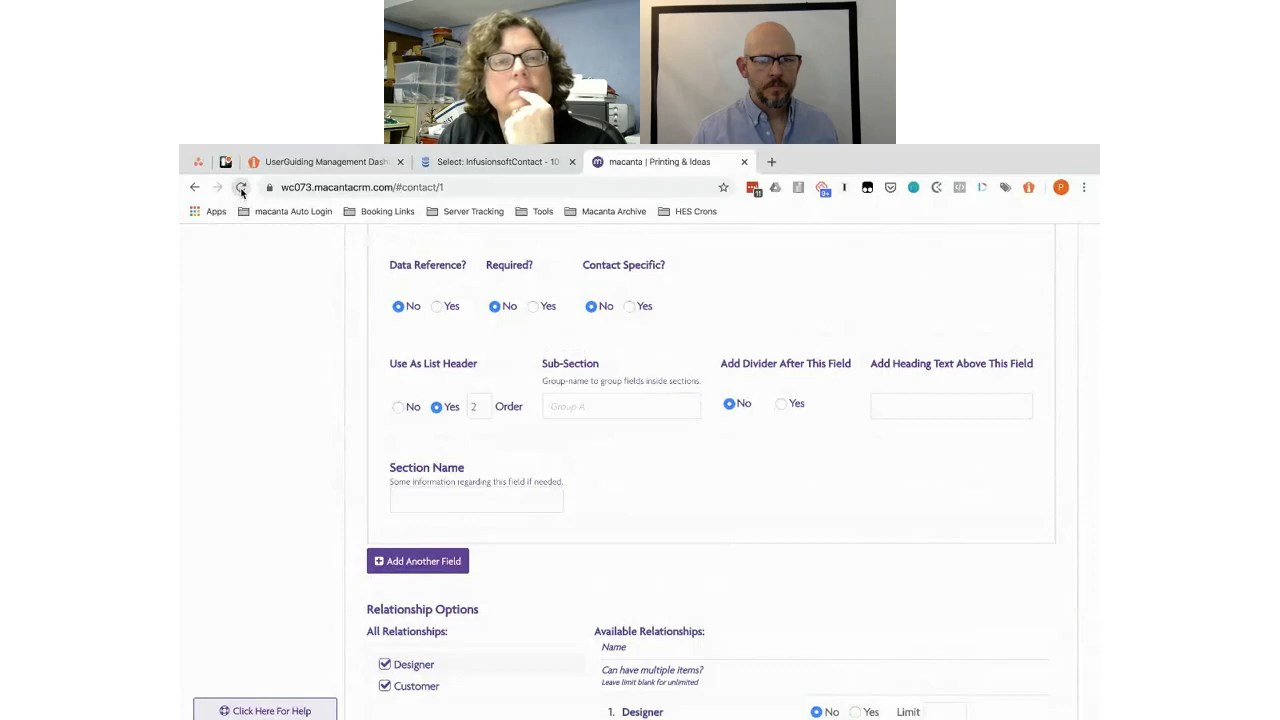 UserGuiding Management Dash
Select: InfusionsoftContact - 10
macanta | Printing & Ideas
wc073.macantacrm.com/#contact/1
11
9+
P
Apps
macanta Auto Login
Booking Links
Server Tracking
Tools
Macanta Archive
HES Crons
Data Reference?
Required?
Contact Specific?
No Yes
No Yes
No Yes
Use As List Header
Sub-Section
Add Divider After This Field
Add Heading Text Above This Field
Group-name to group fields inside sections.
No Yes 2 Order
Group A
No Yes
Section Name
Some information regarding this field if needed.
Add Another Field
Relationship Options
All Relationships:
Available Relationships:
Name
Designer
Can have multiple items?
Leave limit blank for unlimited
Customer
1. Designer
No Yes Limit
Click Here For Help